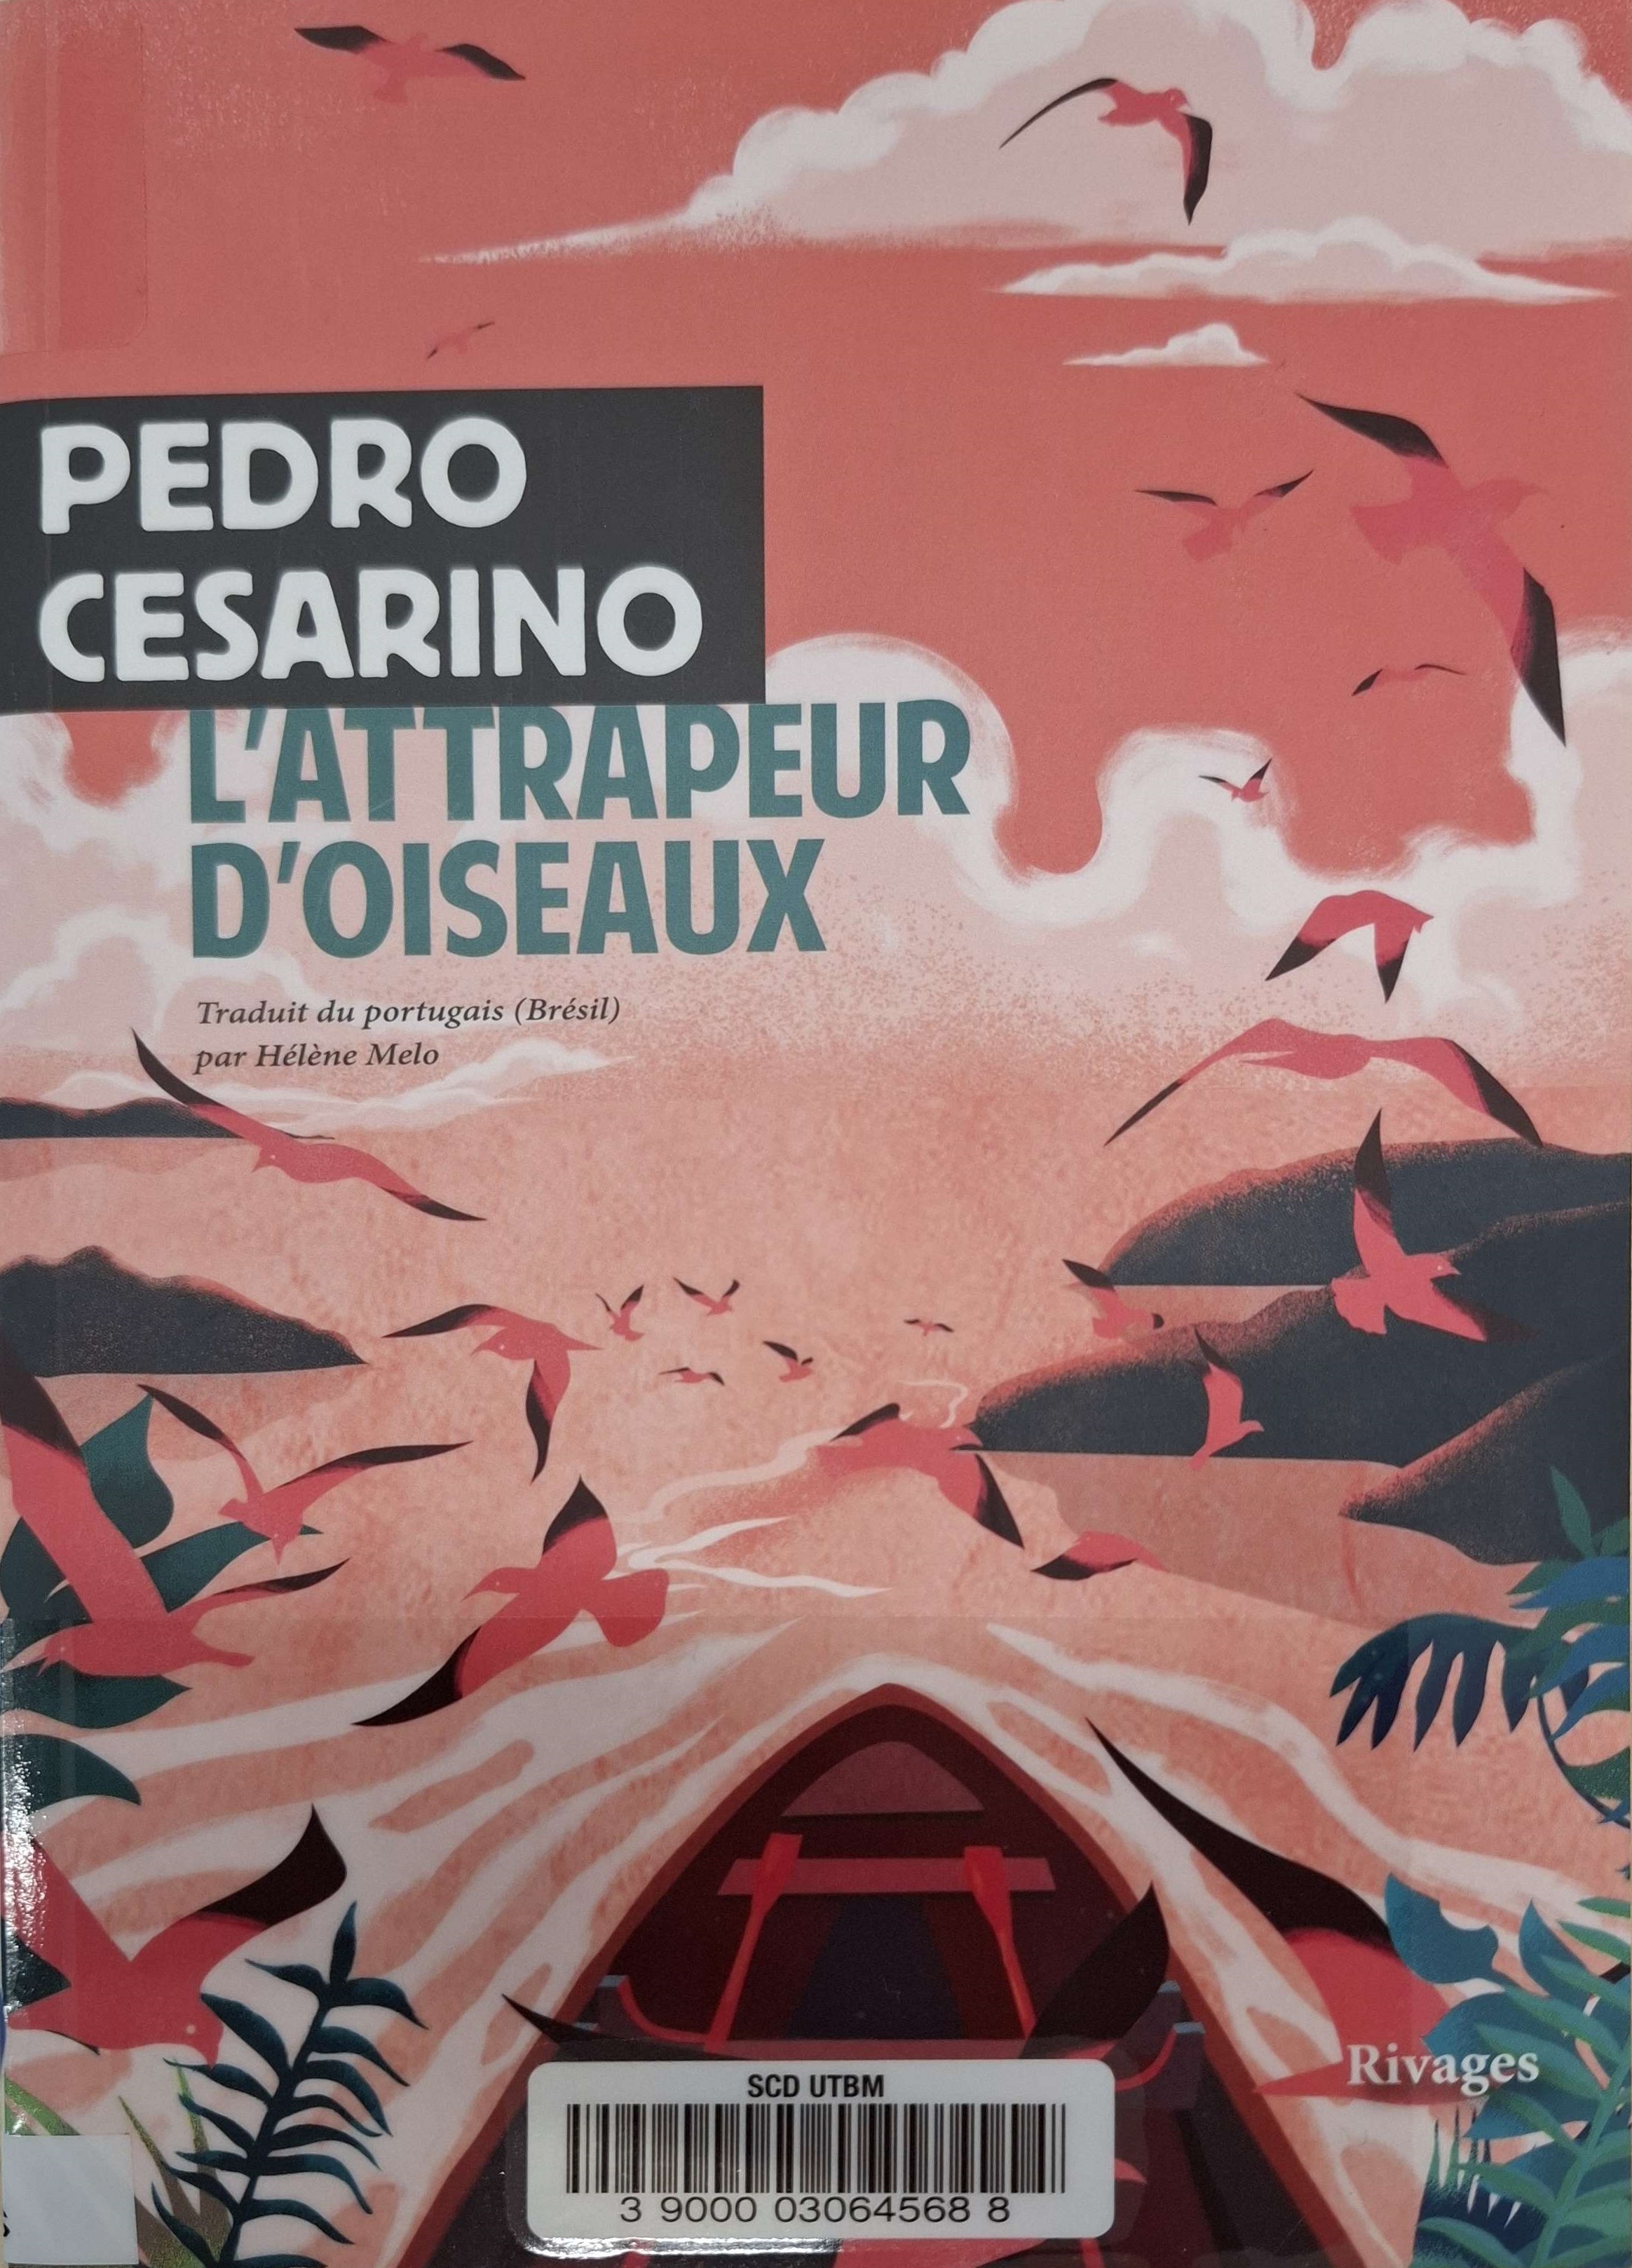 PEDRO
CESARINO
L'ATTRAPEUR
D'OISEAUX
Traduit du portugais (Brésil)
par Hélène Melo
Rivages
SCD UTBM
3 9000 03064568 8